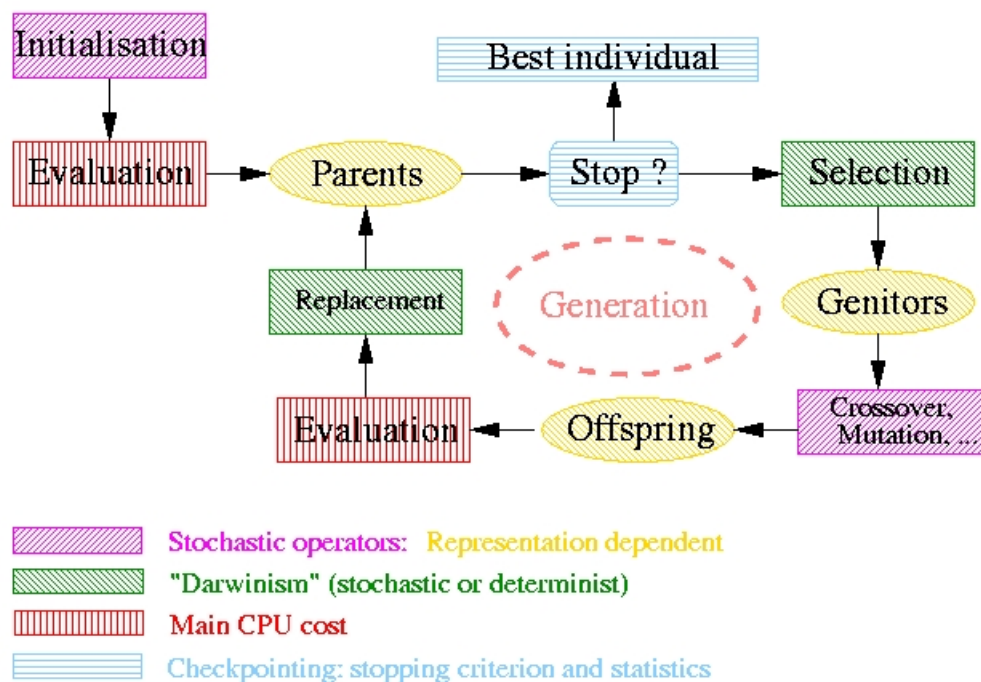 Initialisation
Best individual
Evaluation
Parents
Stop ?
Selection
Replacement
Generation
Genitors
Evaluation
Offspring
Crossover,
Mutation, ...
Stochastic operators: Representation dependent
"Darwinism" (stochastic or determinist)
Main CPU cost
Checkpointing: stopping criterion and statistics